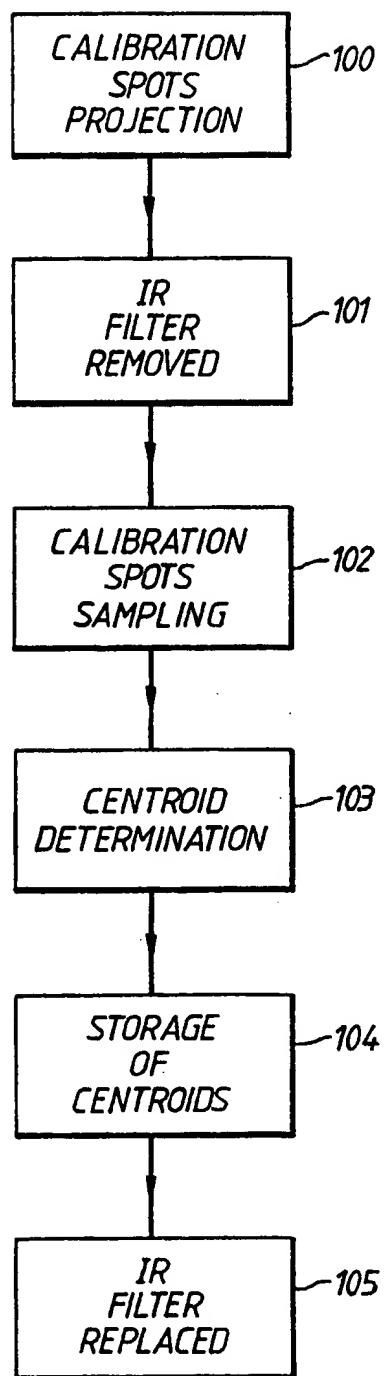 CALIBRATION
SPOTS
PROJECTION
100
IR
FILTER
REMOVED
101
CALIBRATION
SPOTS
SAMPLING
102
CENTROID
DETERMINATION
103
STORAGE
OF
CENTROIDS
104
IR
FILTER
REPLACED
105